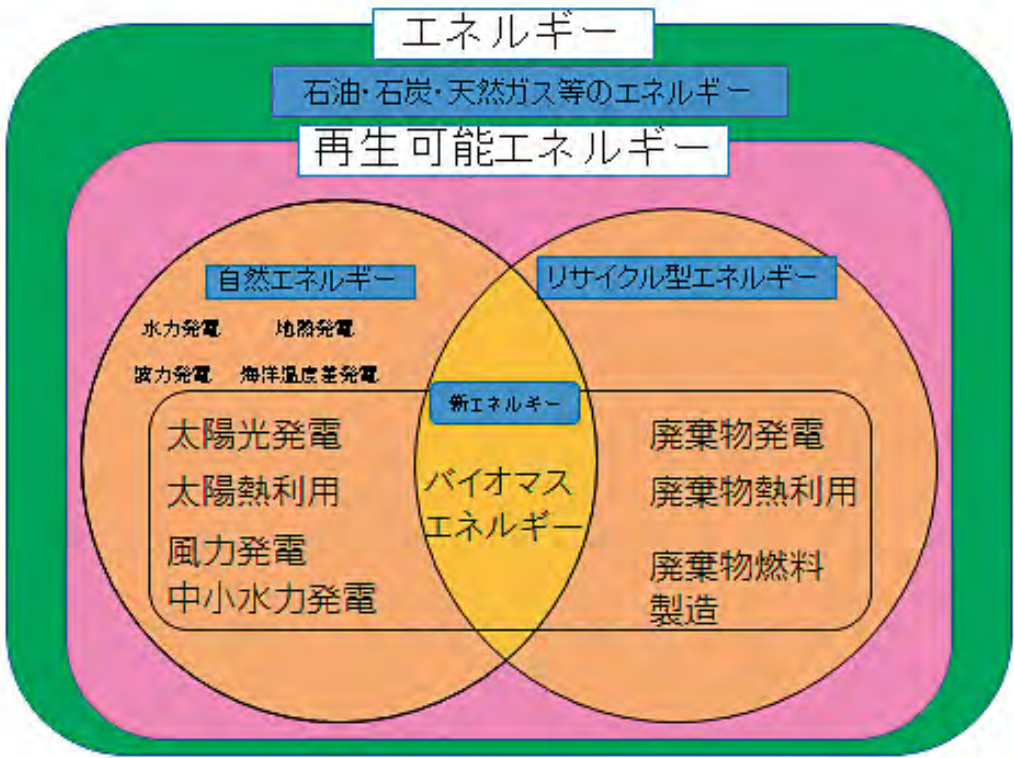 エネルギー
石油・石炭・天然ガス等のエネルギー
再生可能エネルギー
自然エネルギー
リサイクル型エネルギー
水力発電 地熱発電
波力発電 海洋温度差発電
新エネルギー
太陽光発電
太陽熱利用
風力発電
中小水力発電
バイオマス
エネルギー
廃棄物発電
廃棄物熱利用
廃棄物燃料
製造